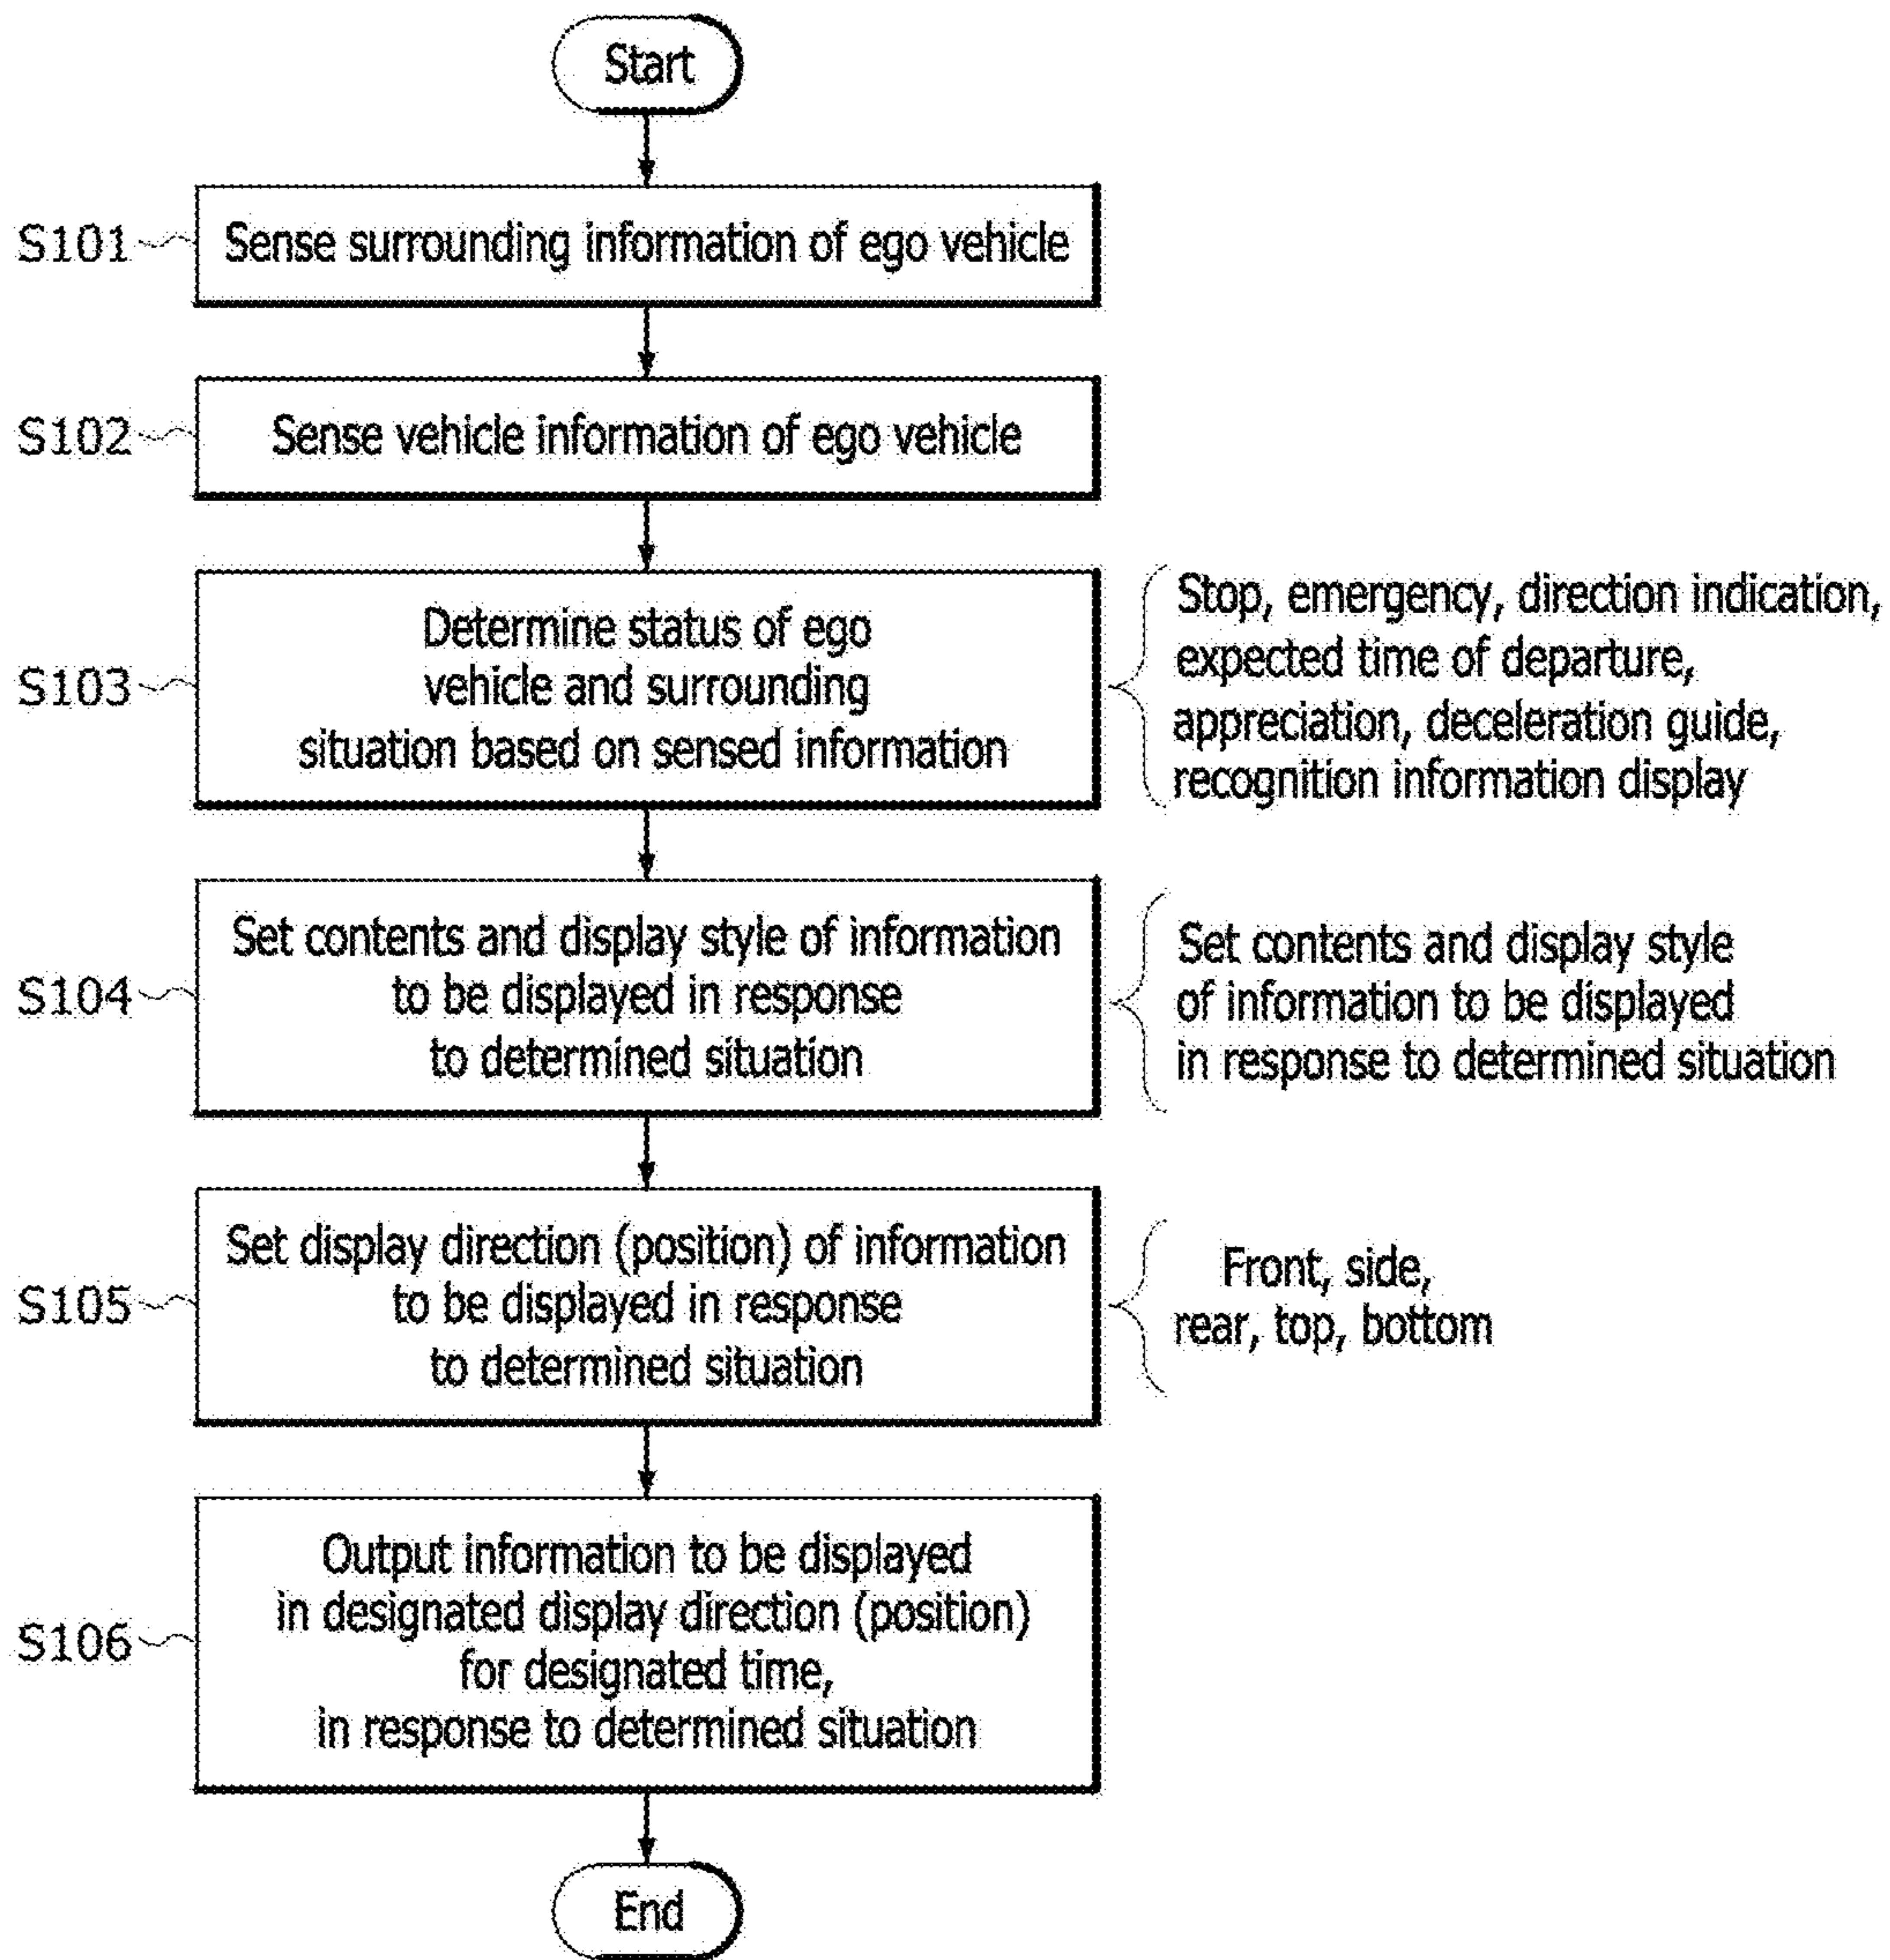 Start
S101
Sense surrounding information of ego vehicle
S102
Sense vehicle information of ego vehicle
S103
Determine status of ego
vehicle and surrounding
situation based on sensed information
Stop, emergency, direction indication,
expected time of departure,
appreciation, deceleration guide,
recognition information display
S104
Set contents and display style of information
to be displayed in response
to determined situation
Set contents and display style
of information to be displayed
in response to determined situation
S105
Set display direction (position) of information
to be displayed in response
to determined situation
Front, side,
rear, top, bottom
S106
Output information to be displayed
in designated display direction (position)
for designated time,
in response to determined situation
End